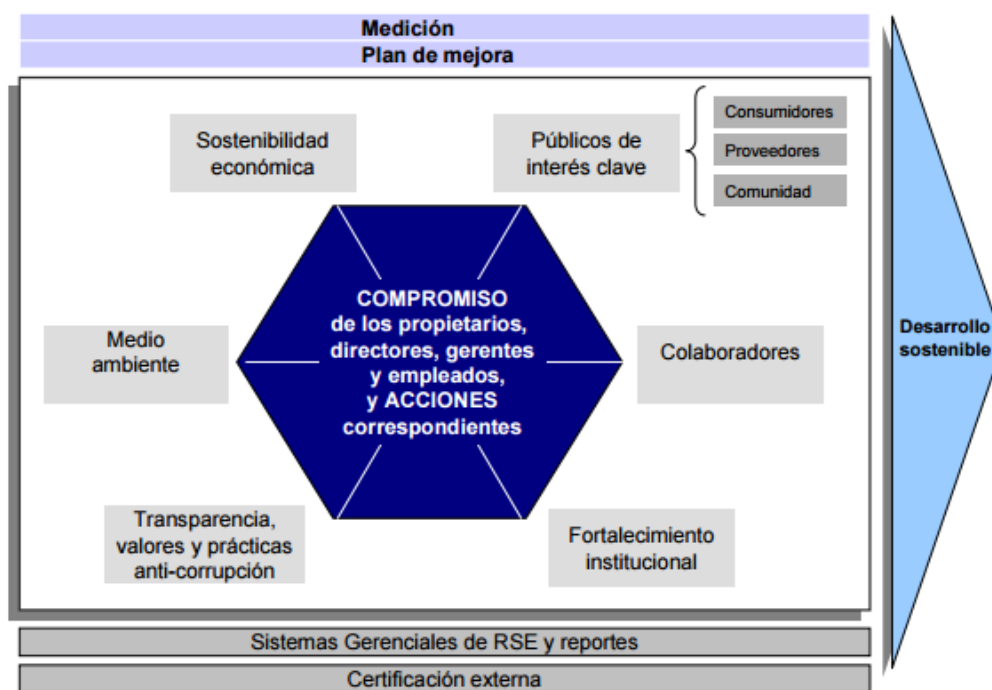 Medición
Plan de mejora
Sostenibilidad
económica
Públicos de
interés clave
Consumidores
Proveedores
Comunidad
Medio
ambiente
COMPROMISO
de los propietarios,
directores, gerentes
y empleados,
y ACCIONES
correspondientes
Colaboradores
Desarrollo
sostenible
Transparencia,
valores y prácticas
anti-corrupción
Fortalecimiento
institucional
Sistemas Gerenciales de RSE y reportes
Certificación externa